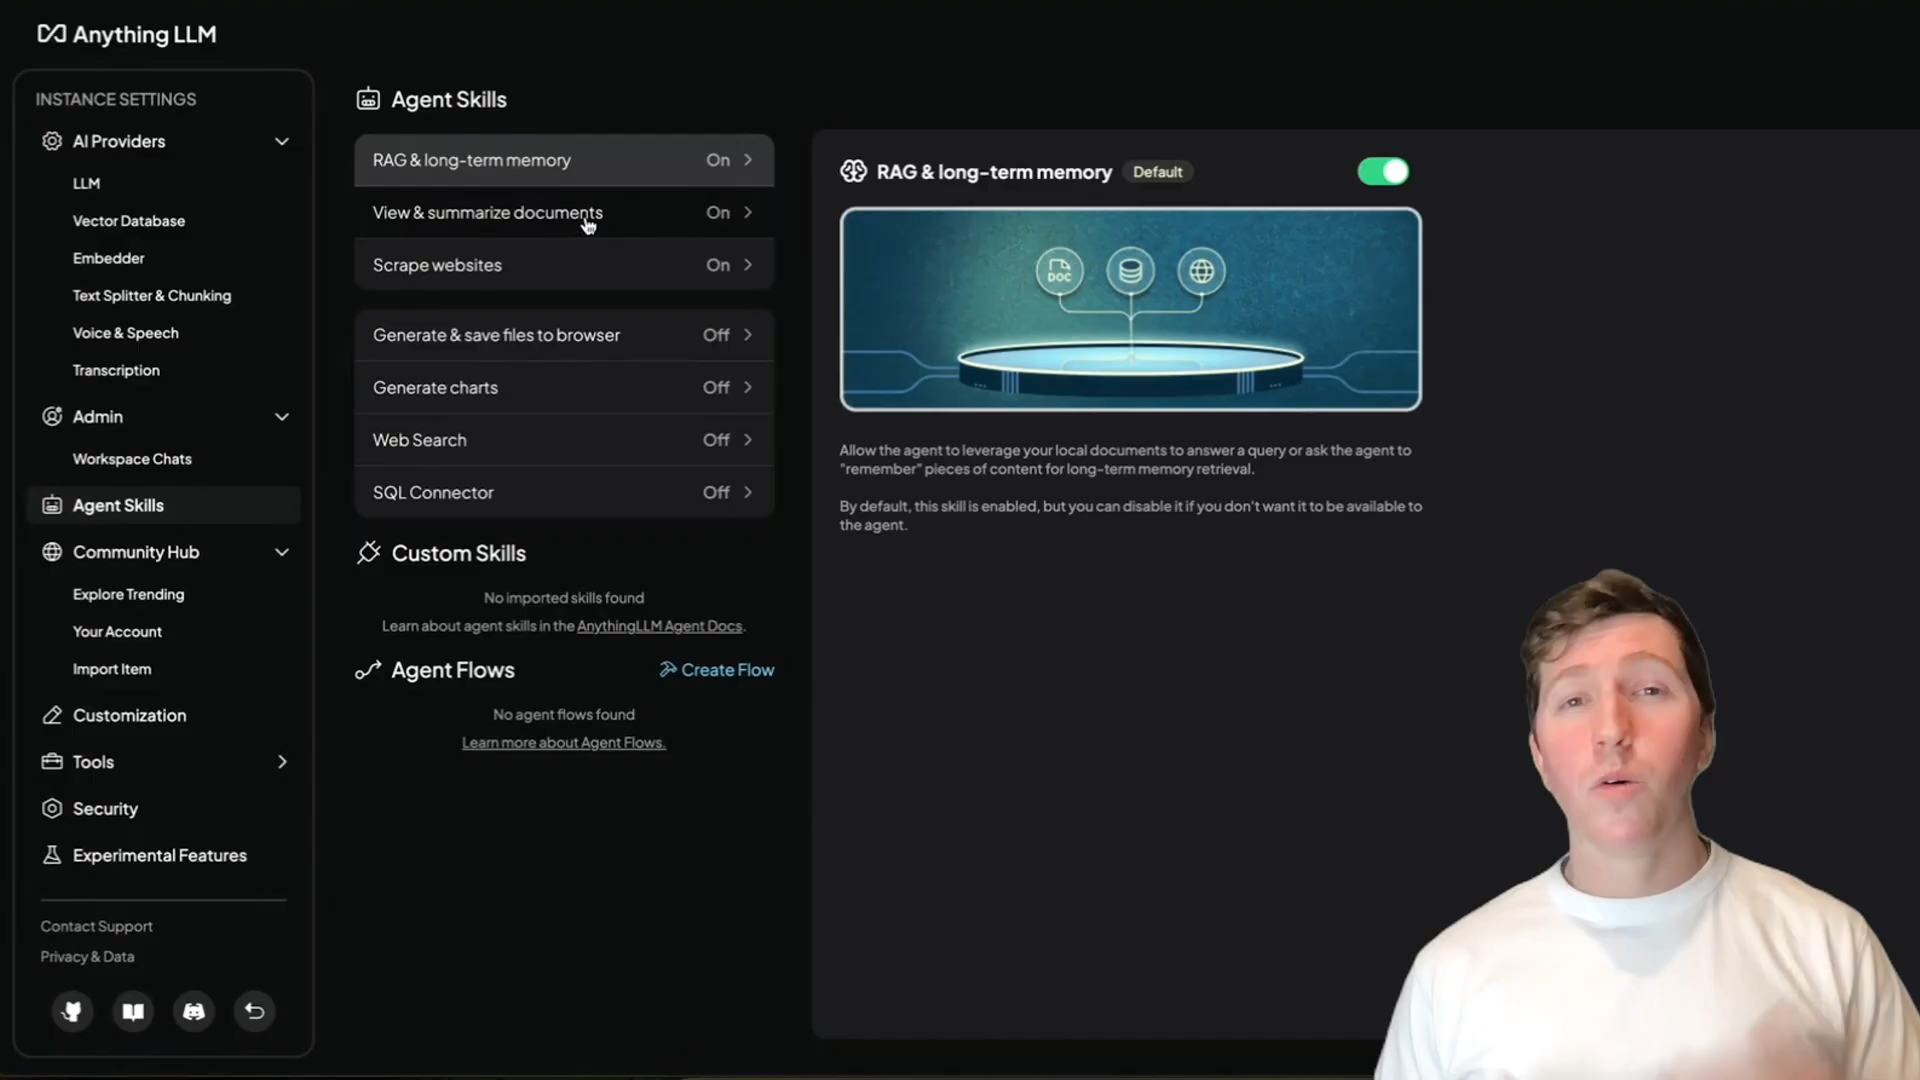 Anything LLM
INSTANCE SETTINGS
AI Providers
LLM
Vector Database
Embedder
Text Splitter & Chunking
Voice & Speech
Transcription
Admin
Workspace Chats
Agent Skills
Community Hub
Explore Trending
Your Account
Import Item
Customization
Tools
Security
Experimental Features
Contact Support
Privacy & Data
Agent Skills
RAG & long-term memory On
View & summarize documents On
Scrape websites On
Generate & save files to browser Off
Generate charts Off
Web Search Off
SQL Connector Off
Custom Skills
No imported skills found
Learn about agent skills in the AnythingLLM Agent Docs.
Agent Flows Create Flow
No agent flows found
Learn more about Agent Flows.
RAG & long-term memory Default
DOC
Allow the agent to leverage your local documents to answer a query or ask the agent to
"remember" pieces of content for long-term memory retrieval.
By default, this skill is enabled, but you can disable it if you don't want it to be available to
the agent.